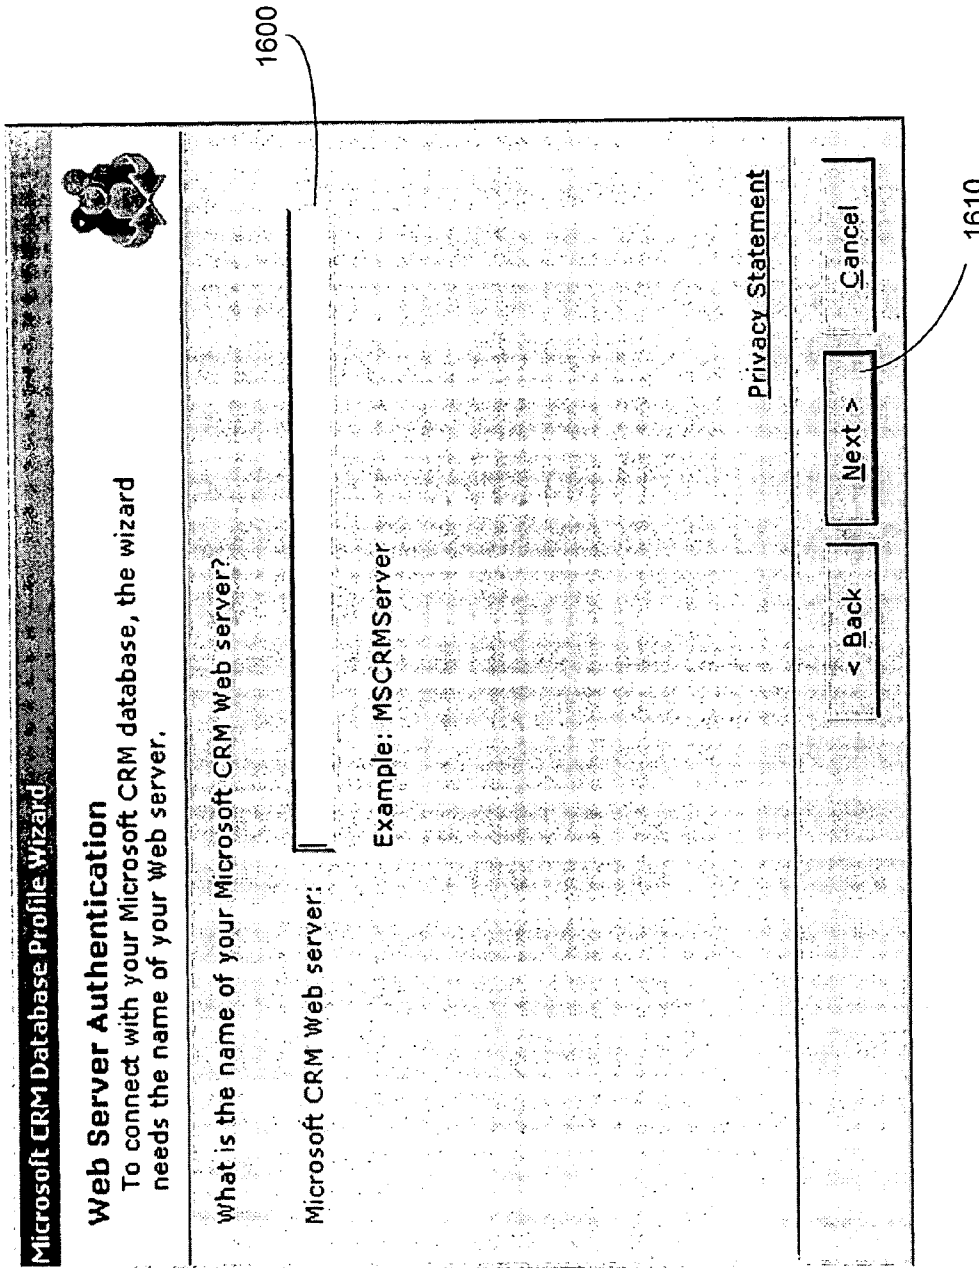 Microsoft CRM Database Profile Wizard
Web Server Authentication
To connect with your Microsoft CRM database, the wizard
needs the name of your Web server.
What is the name of your Microsoft CRM Web server?
Microsoft CRM Web server:
1600
Example: MSCRMServer
Privacy Statement
< Back
Next >
Cancel
1610